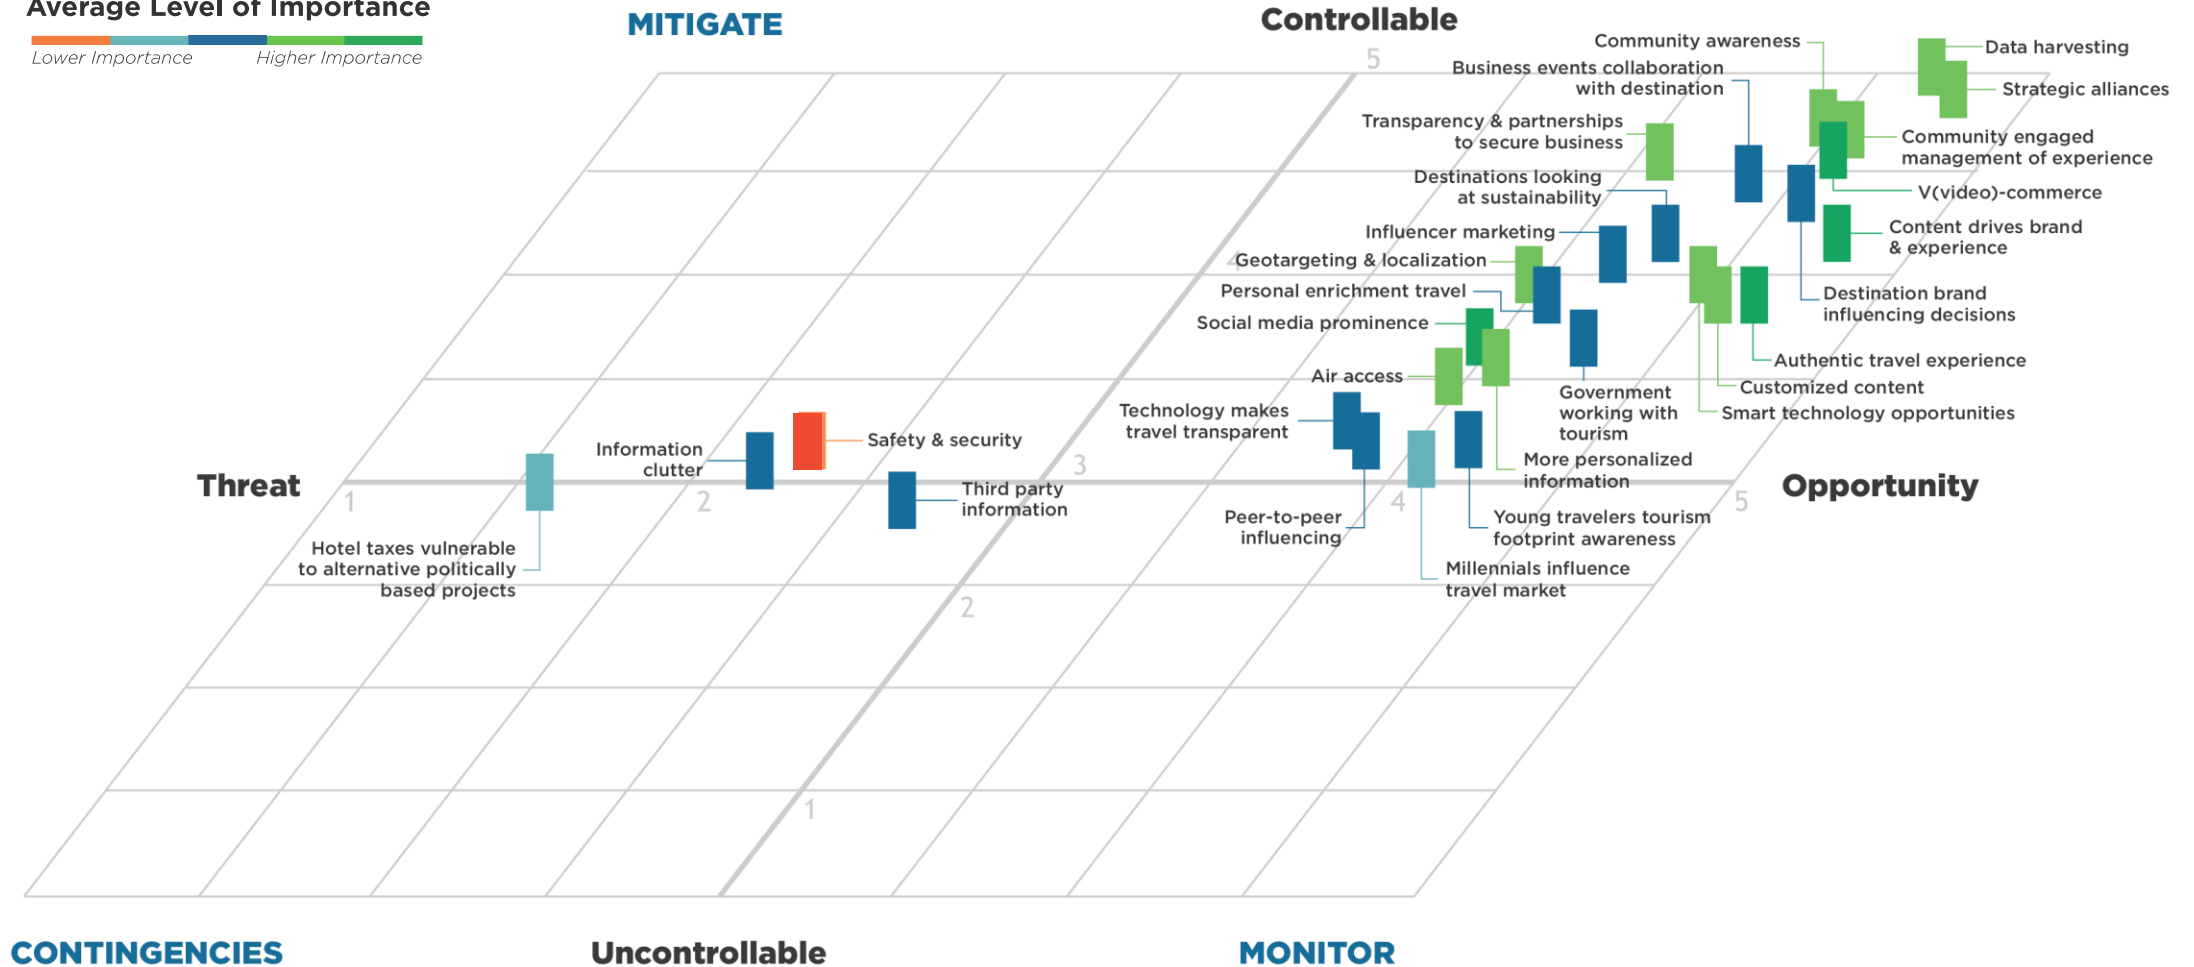 Average Level of Importance
Lower Importance
Higher Importance
MITIGATE
Controllable
5
Community awareness
Data harvesting
Business events collaboration
with destination
Strategic alliances
Transparency & partnerships
to secure business
Community engaged
management of experience
Destinations looking
at sustainability
V(video)-commerce
Influencer marketing
Content drives brand
& experience
4
Geotargeting & localization
Personal enrichment travel
Destination brand
influencing decisions
Social media prominence
Authentic travel experience
Air access
Customized content
Government
working with
tourism
Smart technology opportunities
Technology makes
travel transparent
Information
clutter
Safety & security
More personalized
information
3
Threat
1
2
Third party
information
4
5
Opportunity
Peer-to-peer
influencing
Young travelers tourism
footprint awareness
Hotel taxes vulnerable
to alternative politically
based projects
Millennials influence
travel market
2
1
CONTINGENCIES
Uncontrollable
MONITOR